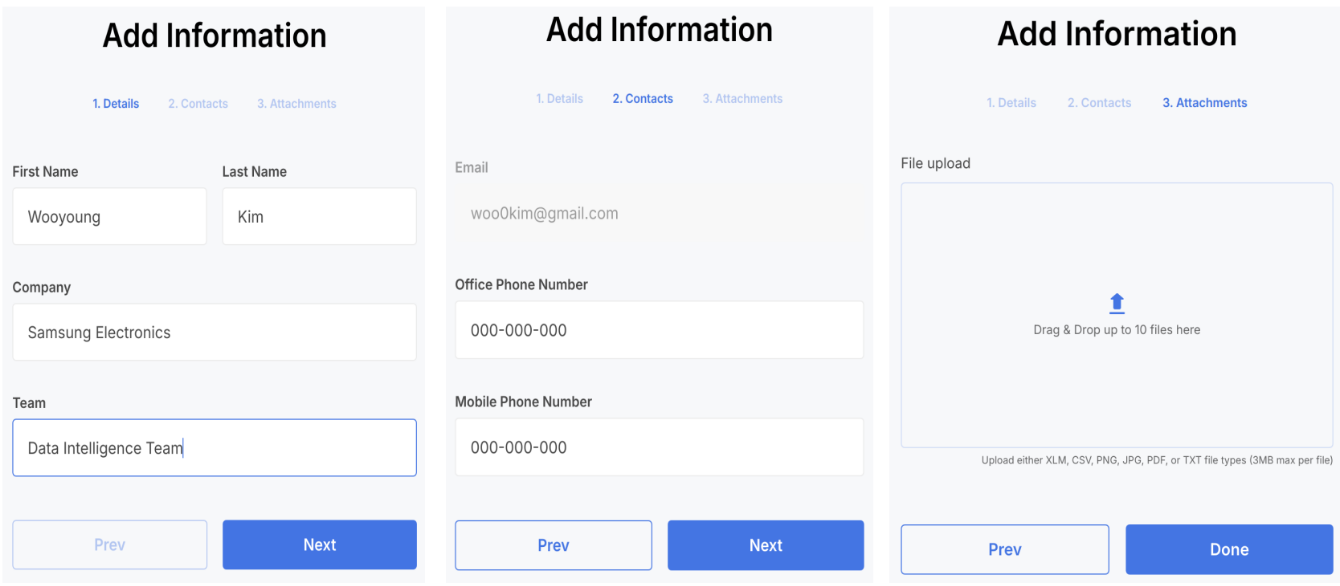 Add Information
1. Details 2. Contacts 3. Attachments
First Name Last Name
Wooyoung Kim
Company
Samsung Electronics
Team
Data Intelligence Team
Prev Next
Add Information
1. Details 2. Contacts 3. Attachments
Email
woo0kim@gmail.com
Office Phone Number
000-000-000
Mobile Phone Number
000-000-000
Prev Next
Add Information
1. Details 2. Contacts 3. Attachments
File upload
Drag & Drop up to 10 files here
Upload either XLM, CSV, PNG, JPG, PDF, or TXT file types (3MB max per file)
Prev Done